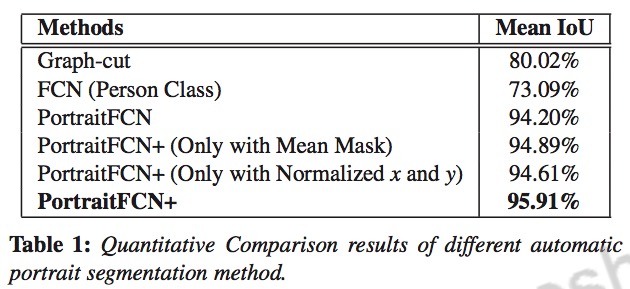 Methods Mean IoU
Graph-cut 80.02%
FCN (Person Class) 73.09%
PortraitFCN 94.20%
PortraitFCN+ (Only with Mean Mask) 94.89%
PortraitFCN+ (Only with Normalized x and y) 94.61%
PortraitFCN+ 95.91%
Table 1: Quantitative Comparison results of different automatic
portrait segmentation method.